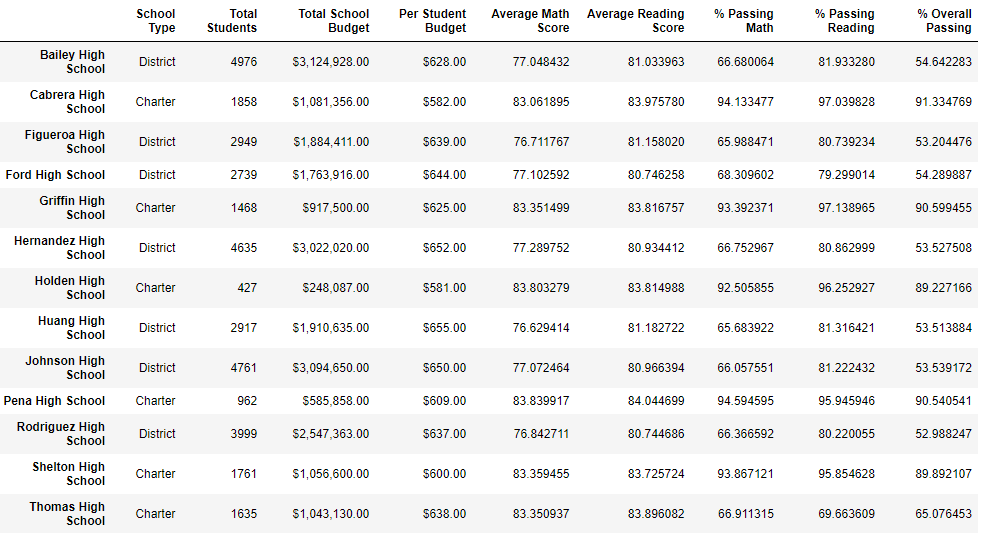 School Type Total Students Total School Budget Per Student Budget Average Math Score Average Reading Score % Passing Math % Passing Reading % Overall Passing
Bailey High School District 4976 $3,124,928.00 $628.00 77.048432 81.033963 66.680064 81.933280 54.642283
Cabrera High School Charter 1858 $1,081,356.00 $582.00 83.061895 83.975780 94.133477 97.039828 91.334769
Figueroa High School District 2949 $1,884,411.00 $639.00 76.711767 81.158020 65.988471 80.739234 53.204476
Ford High School District 2739 $1,763,916.00 $644.00 77.102592 80.746258 68.309602 79.299014 54.289887
Griffin High School Charter 1468 $917,500.00 $625.00 83.351499 83.816757 93.392371 97.138965 90.599455
Hernandez High School District 4635 $3,022,020.00 $652.00 77.289752 80.934412 66.752967 80.862999 53.527508
Holden High School Charter 427 $248,087.00 $581.00 83.803279 83.814988 92.505855 96.252927 89.227166
Huang High School District 2917 $1,910,635.00 $655.00 76.629414 81.182722 65.683922 81.316421 53.513884
Johnson High School District 4761 $3,094,650.00 $650.00 77.072464 80.966394 66.057551 81.222432 53.539172
Pena High School Charter 962 $585,858.00 $609.00 83.839917 84.044699 94.594595 95.945946 90.540541
Rodriguez High School District 3999 $2,547,363.00 $637.00 76.842711 80.744686 66.366592 80.220055 52.988247
Shelton High School Charter 1761 $1,056,600.00 $600.00 83.359455 83.725724 93.867121 95.854628 89.892107
Thomas High School Charter 1635 $1,043,130.00 $638.00 83.350937 83.896082 66.911315 69.663609 65.076453